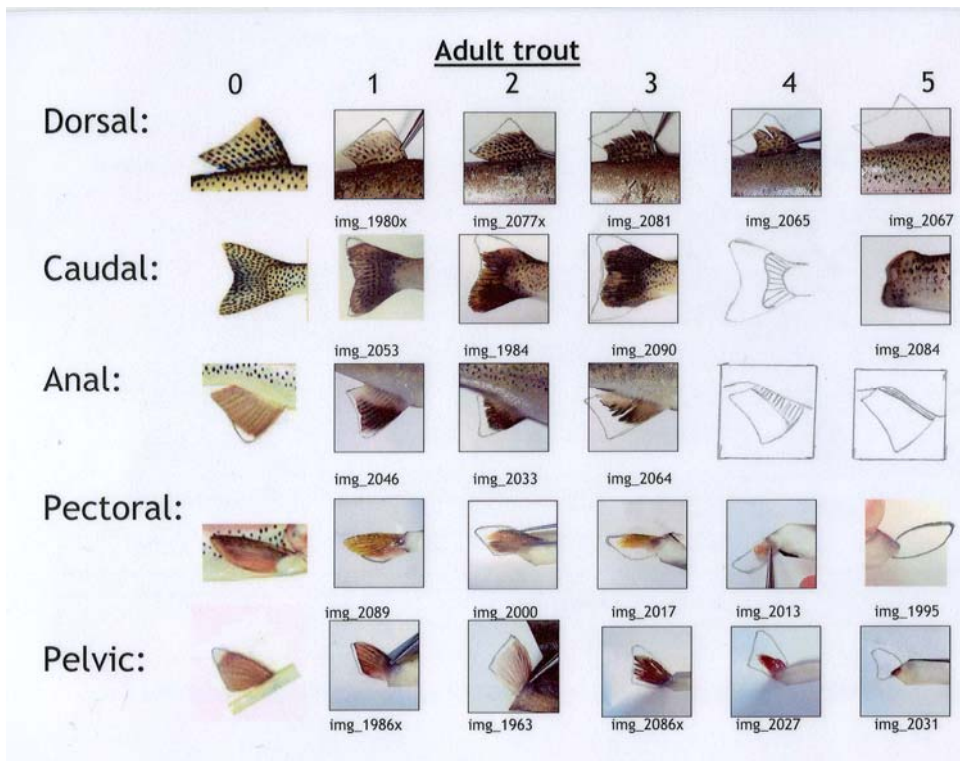 Adult trout
0 1 2 3 4 5
Dorsal:
img_1980x img_2077x img_2081 img_2065 img_2067
Caudal:
img_2053 img_1984 img_2090 img_2084
Anal:
img_2046 img_2033 img_2064
Pectoral:
img_2089 img_2000 img_2017 img_2013 img_1995
Pelvic:
img_1986x img_1963 img_2086x img_2027 img_2031